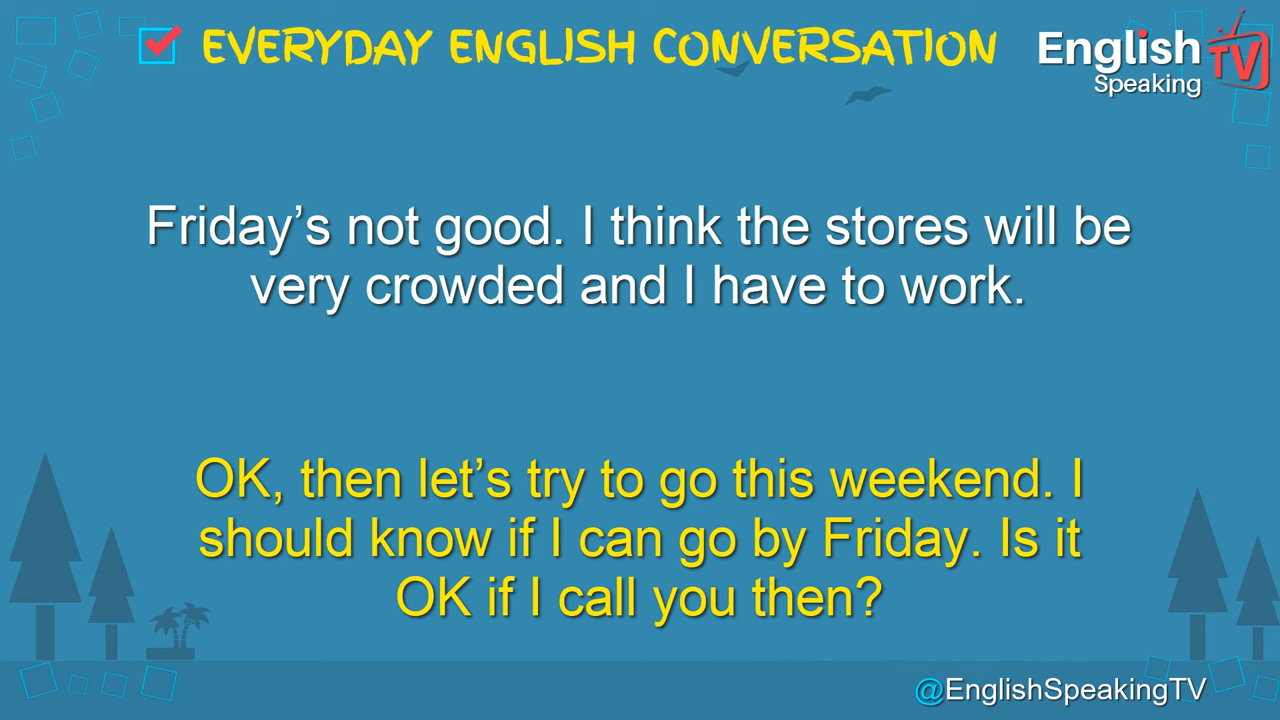 EVERYDAY ENGLISH CONVERSATION
English
Speaking
TV
Friday’s not good. I think the stores will be
very crowded and I have to work.
OK, then let’s try to go this weekend. I
should know if I can go by Friday. Is it
OK if I call you then?
@EnglishSpeakingTV